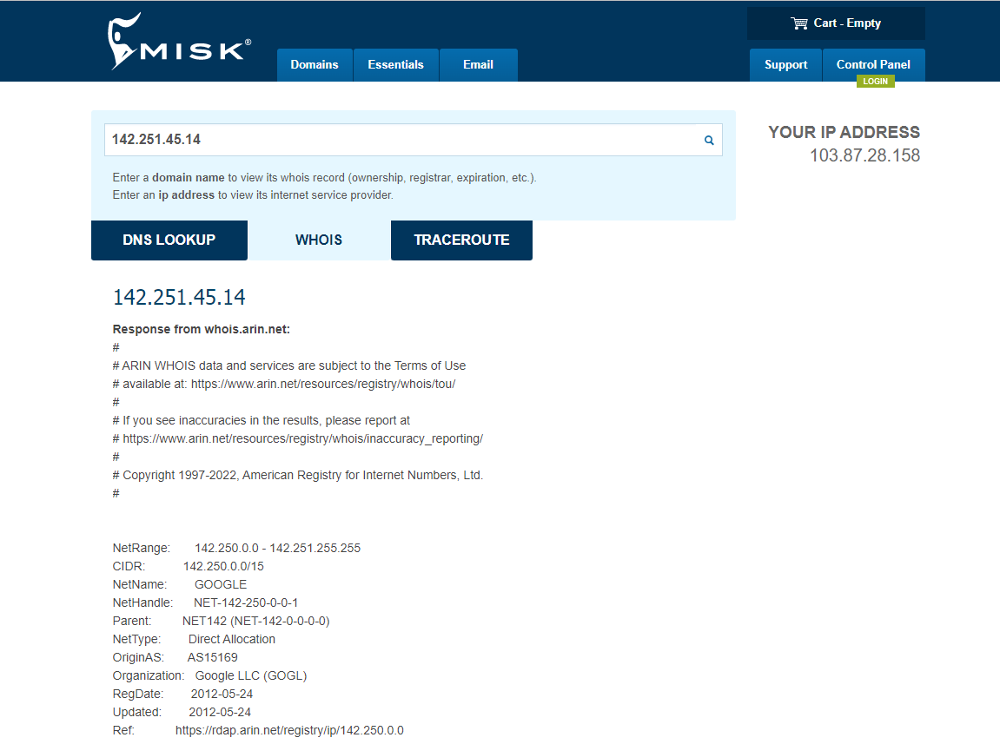 MISK®
Domains
Essentials
Email
Cart - Empty
Support
Control Panel
LOGIN
142.251.45.14
Enter a domain name to view its whois record (ownership, registrar, expiration, etc.).
Enter an ip address to view its internet service provider.
YOUR IP ADDRESS
103.87.28.158
DNS LOOKUP
WHOIS
TRACEROUTE
142.251.45.14
Response from whois.arin.net:
#
# ARIN WHOIS data and services are subject to the Terms of Use
# available at: https://www.arin.net/resources/registry/whois/tou/
#
# If you see inaccuracies in the results, please report at
# https://www.arin.net/resources/registry/whois/inaccuracy_reporting/
#
# Copyright 1997-2022, American Registry for Internet Numbers, Ltd.
#
NetRange: 142.250.0.0 - 142.251.255.255
CIDR: 142.250.0.0/15
NetName: GOOGLE
NetHandle: NET-142-250-0-0-1
Parent: NET142 (NET-142-0-0-0-0)
NetType: Direct Allocation
OriginAS: AS15169
Organization: Google LLC (GOGL)
RegDate: 2012-05-24
Updated: 2012-05-24
Ref: https://rdap.arin.net/registry/ip/142.250.0.0